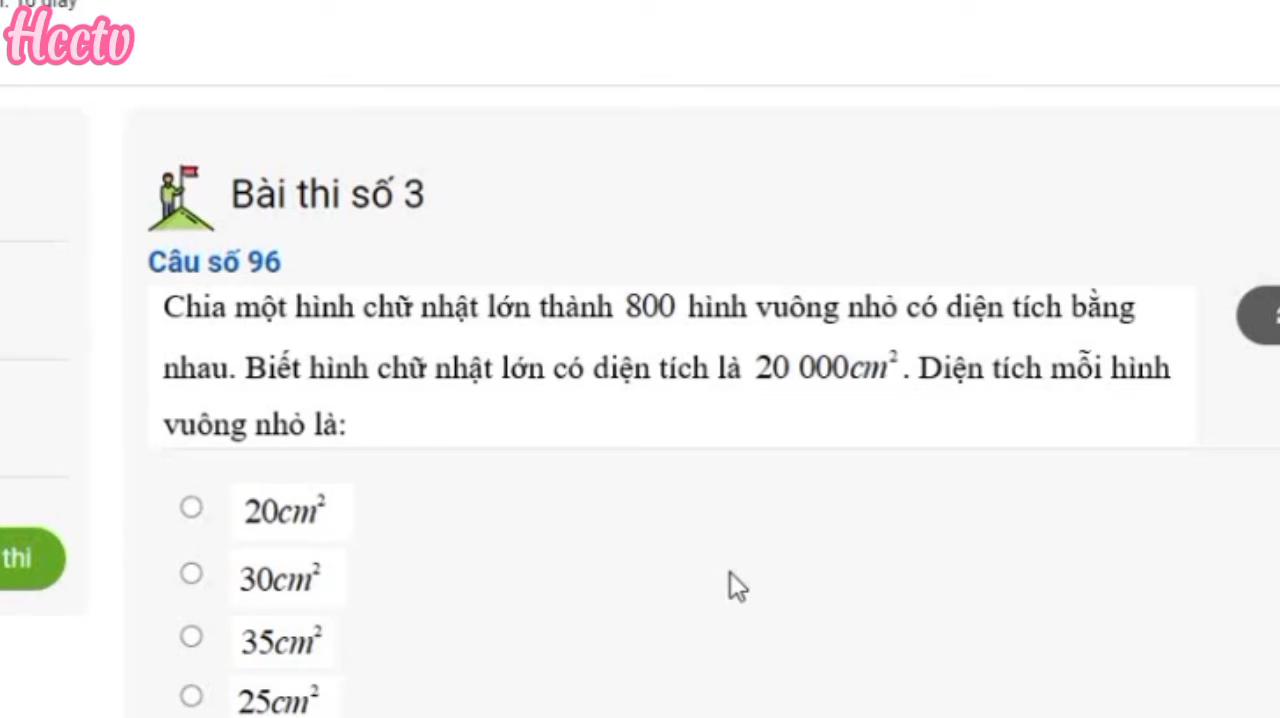 Hcctv
Bài thi số 3
Câu số 96
Chia một hình chữ nhật lớn thành 800 hình vuông nhỏ có diện tích bằng
nhau. Biết hình chữ nhật lớn có diện tích là 20 000cm². Diện tích mỗi hình
vuông nhỏ là:
20cm²
30cm²
thi
35cm²
25cm²